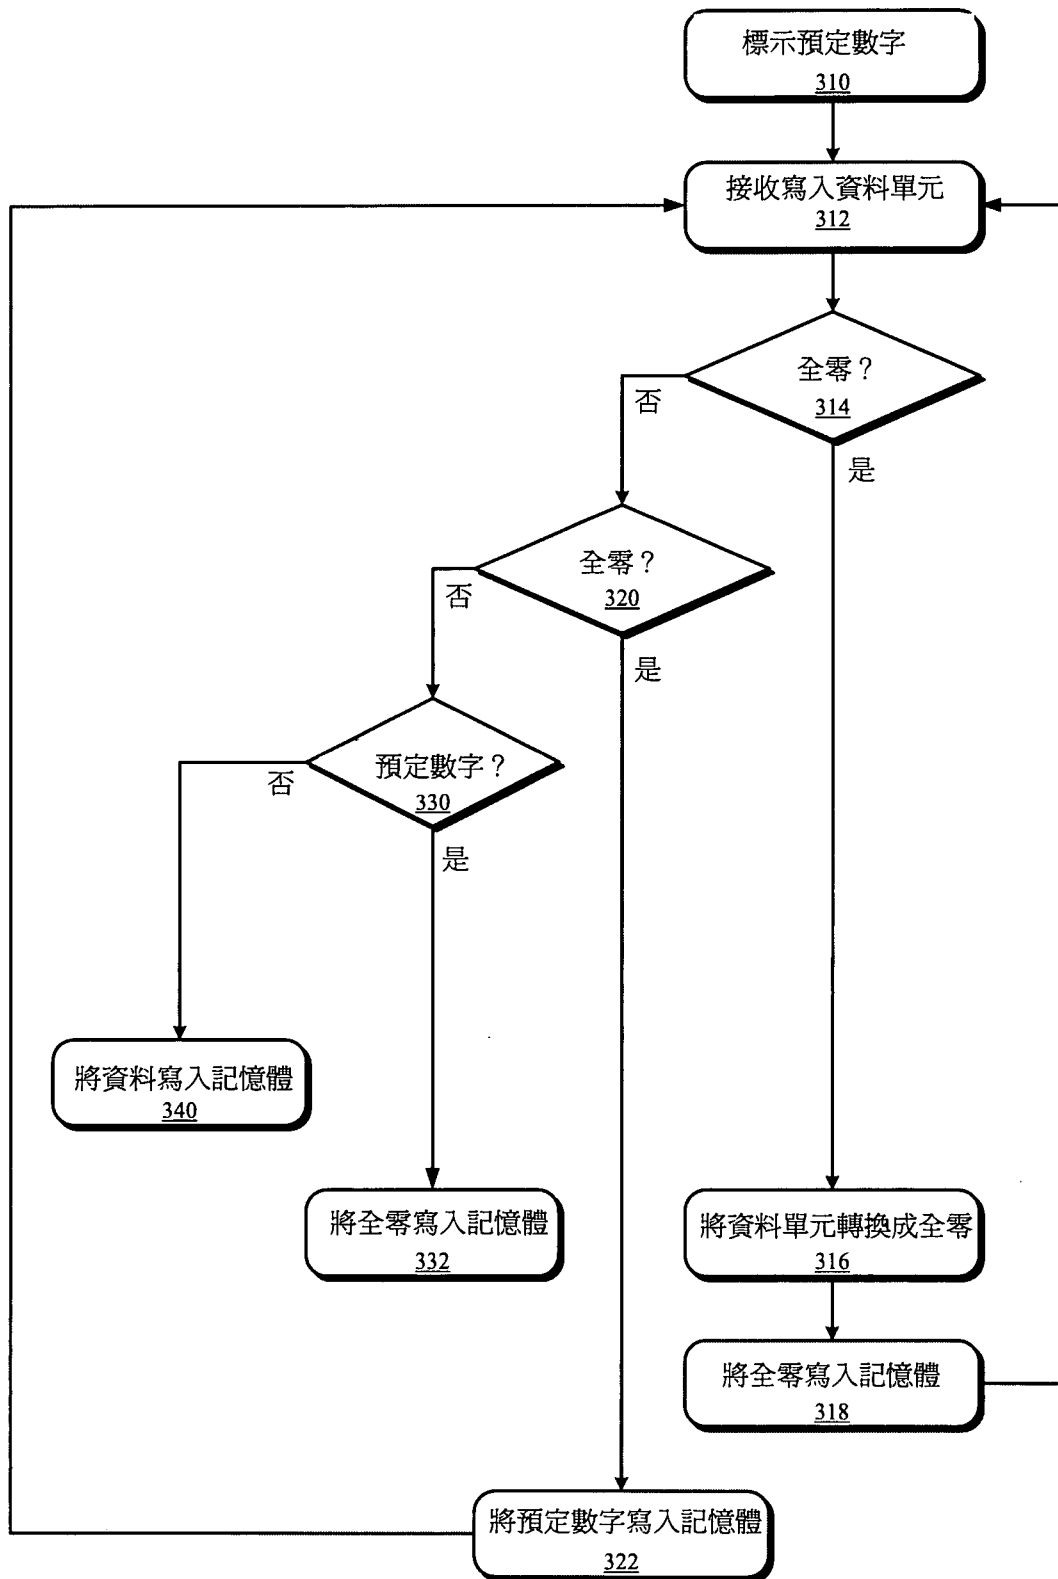 標示預定數字
310
接收寫入資料單元
312
全零？
314
否
是
全零？
320
否
是
預定數字？
330
否
是
將資料寫入記憶體
340
將全零寫入記憶體
332
將資料單元轉換成全零
316
將全零寫入記憶體
318
將預定數字寫入記憶體
322